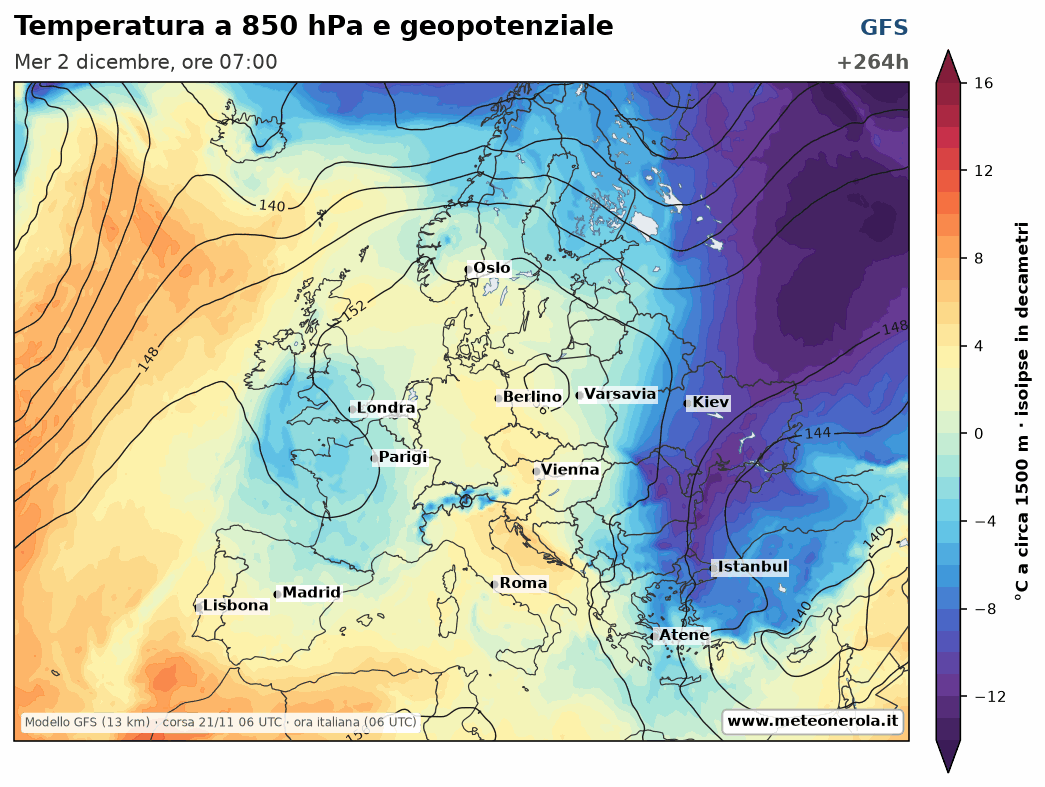 Temperatura a 850 hPa e geopotenziale
GFS
Mer 2 dicembre, ore 07:00
+264h
16
12
8
4
0
−4
−8
−12
°C a circa 1500 m · isoipse in decametri
140
Oslo
152
148
148
Berlino
Varsavia
Kiev
Londra
144
Parigi
Vienna
140
Istanbul
Roma
Madrid
Lisbona
140
Atene
Modello GFS (13 km) · corsa 21/11 06 UTC · ora italiana (06 UTC)
www.meteonerola.it